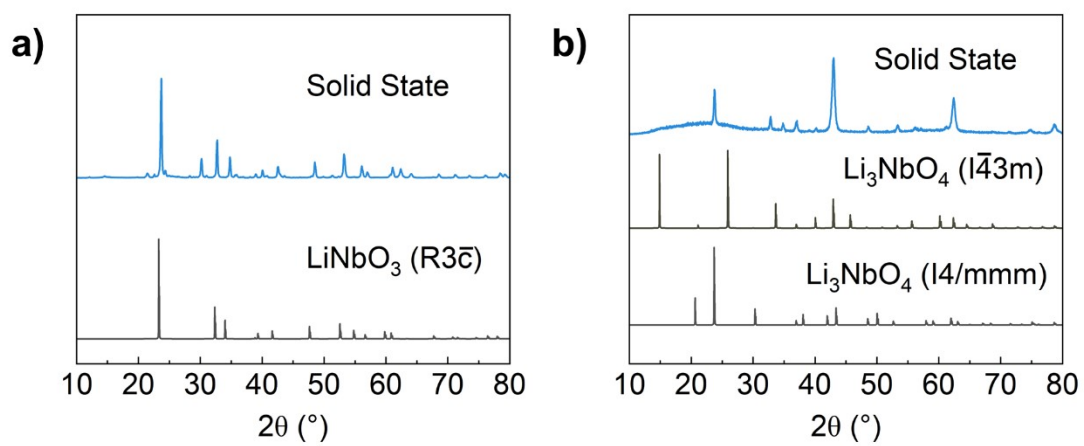 a)
Solid State
LiNbO₃ (R3c̅)
10 20 30 40 50 60 70 80
2θ (°)
b)
Solid State
Li₃NbO₄ (I4̅3m)
Li₃NbO₄ (I4/mmm)
10 20 30 40 50 60 70 80
2θ (°)